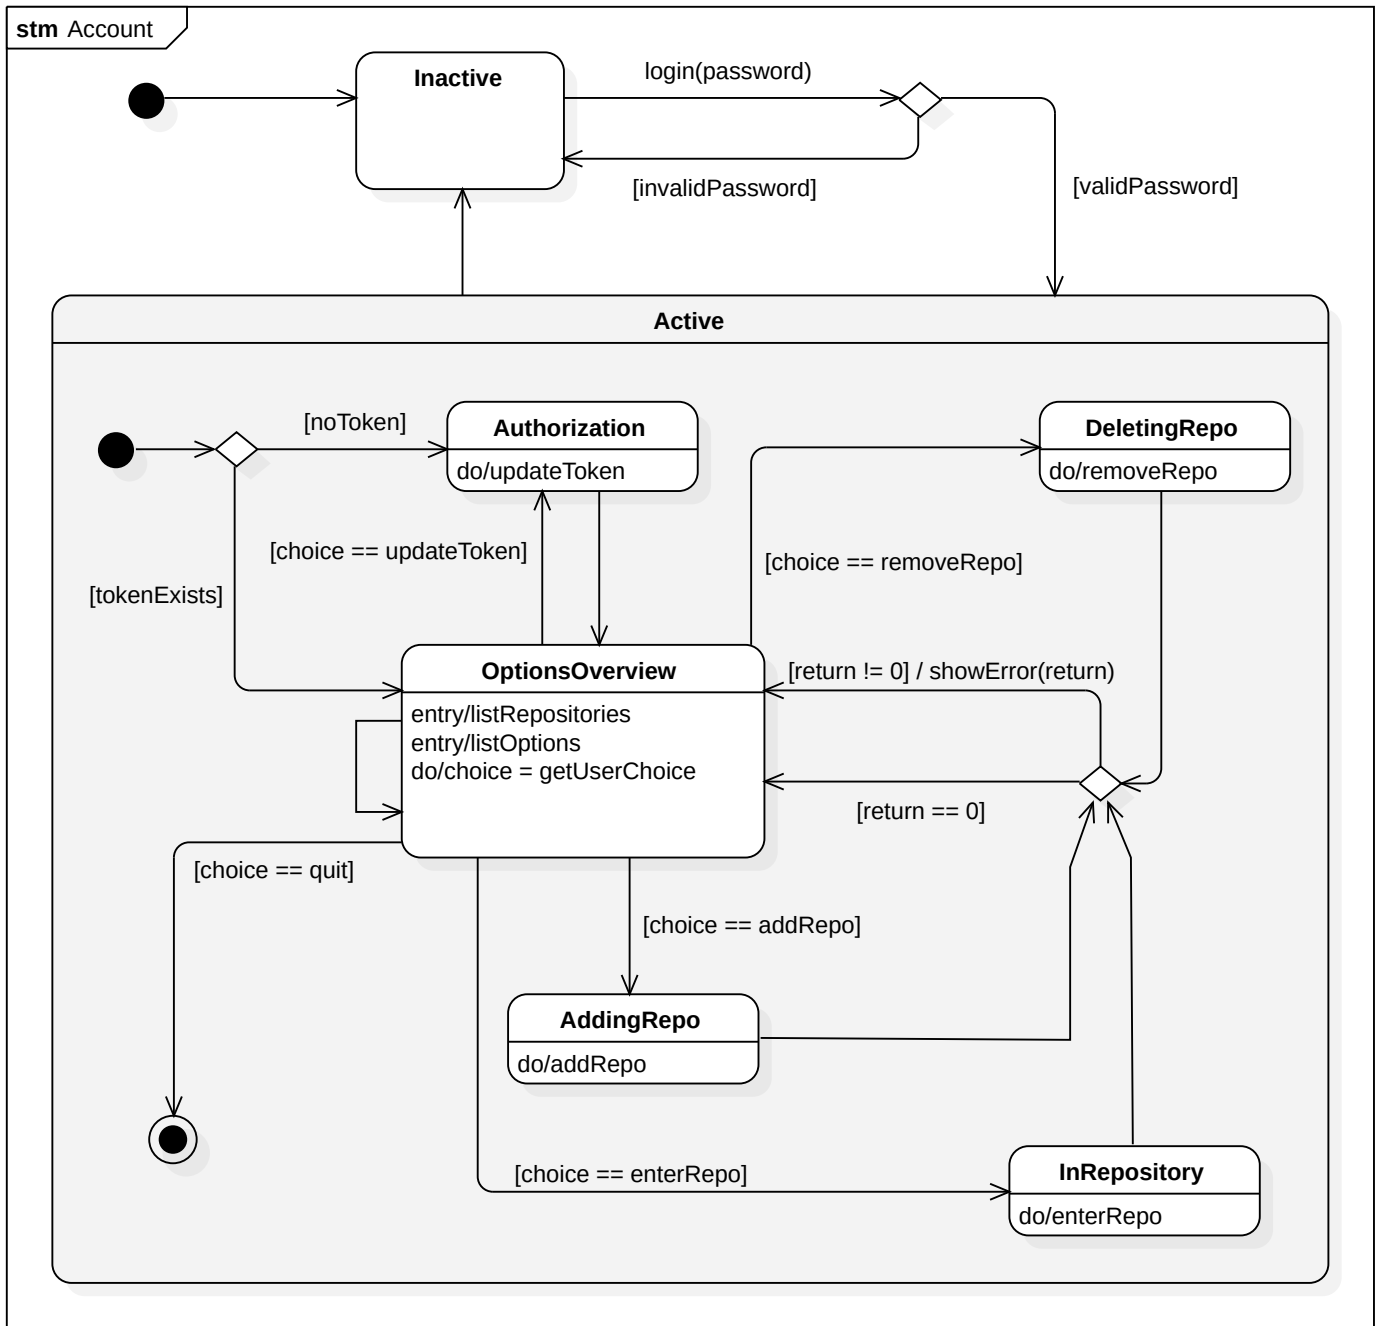 stm Account
Inactive
login(password)
[invalidPassword]
[validPassword]
Active
[noToken]
Authorization
do/updateToken
DeletingRepo
do/removeRepo
[choice == updateToken]
[choice == removeRepo]
[tokenExists]
OptionsOverview
entry/listRepositories
entry/listOptions
do/choice = getUserChoice
[return != 0] / showError(return)
[return == 0]
[choice == quit]
[choice == addRepo]
AddingRepo
do/addRepo
[choice == enterRepo]
InRepository
do/enterRepo